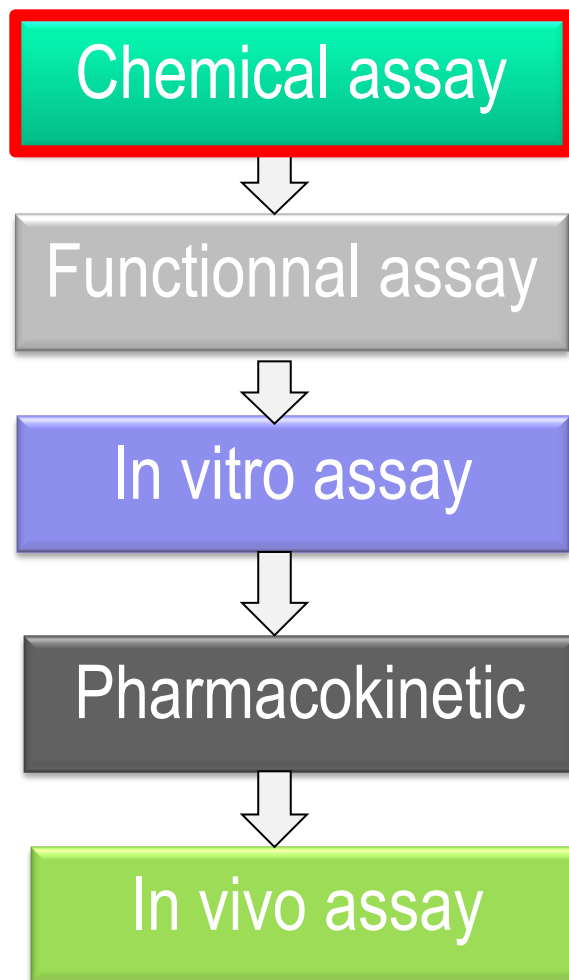 Chemical assay
Functionnal assay
In vitro assay
Pharmacokinetic
In vivo assay